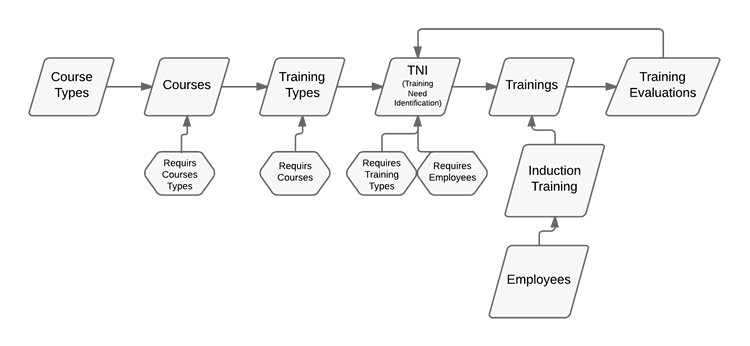 Course
Types
Courses
Training
Types
TNI
(Training
Need
Identification)
Trainings
Training
Evaluations
Requirs
Courses
Types
Requirs
Courses
Requires
Training
Types
Requires
Employees
Induction
Training
Employees